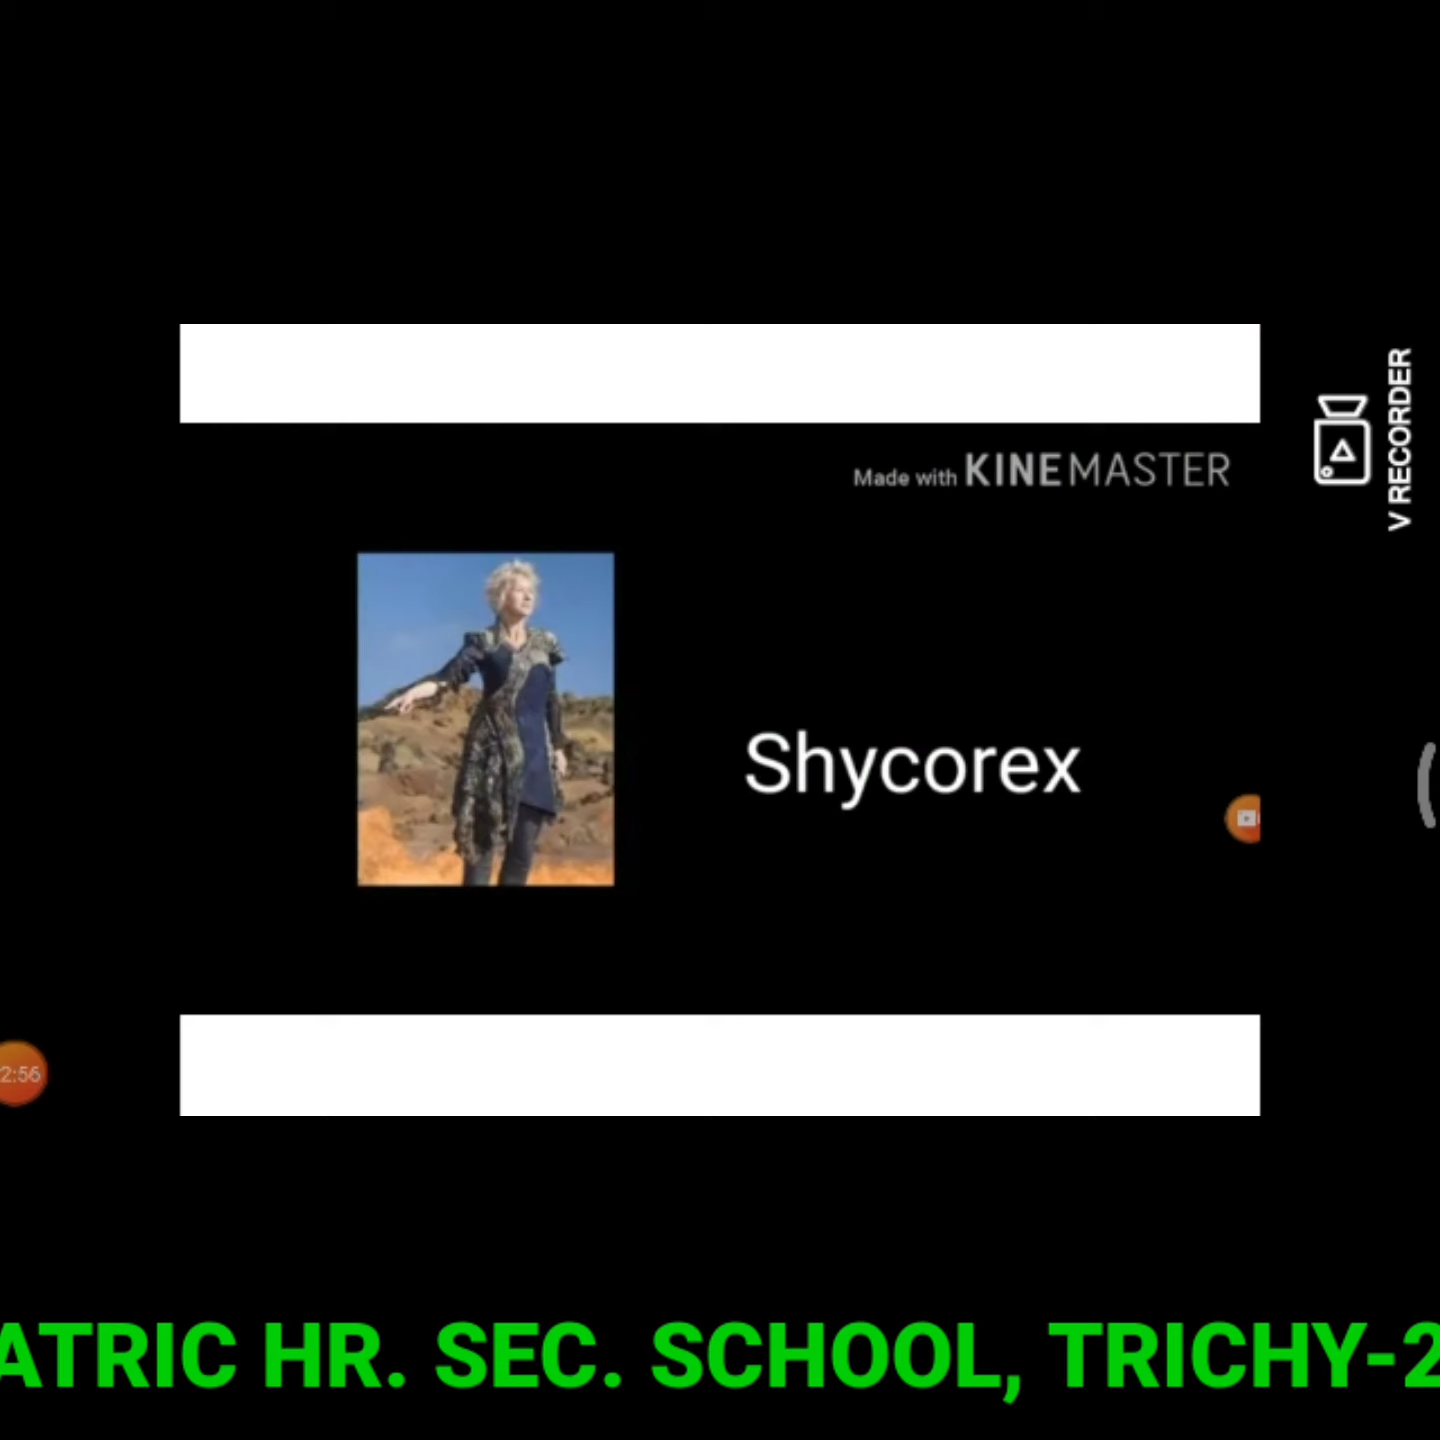 Made with KINEMASTER
V RECORDER
Shycorex
2:56
ATRIC HR. SEC. SCHOOL, TRICHY-2